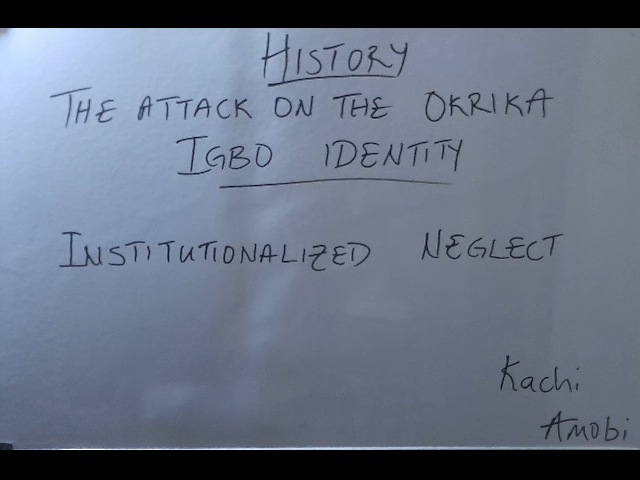 HISTORY
THE ATTACK ON THE OKRIKA
IGBO IDENTITY
INSTITUTIONALIZED NEGLECT
Kachi
Amobi